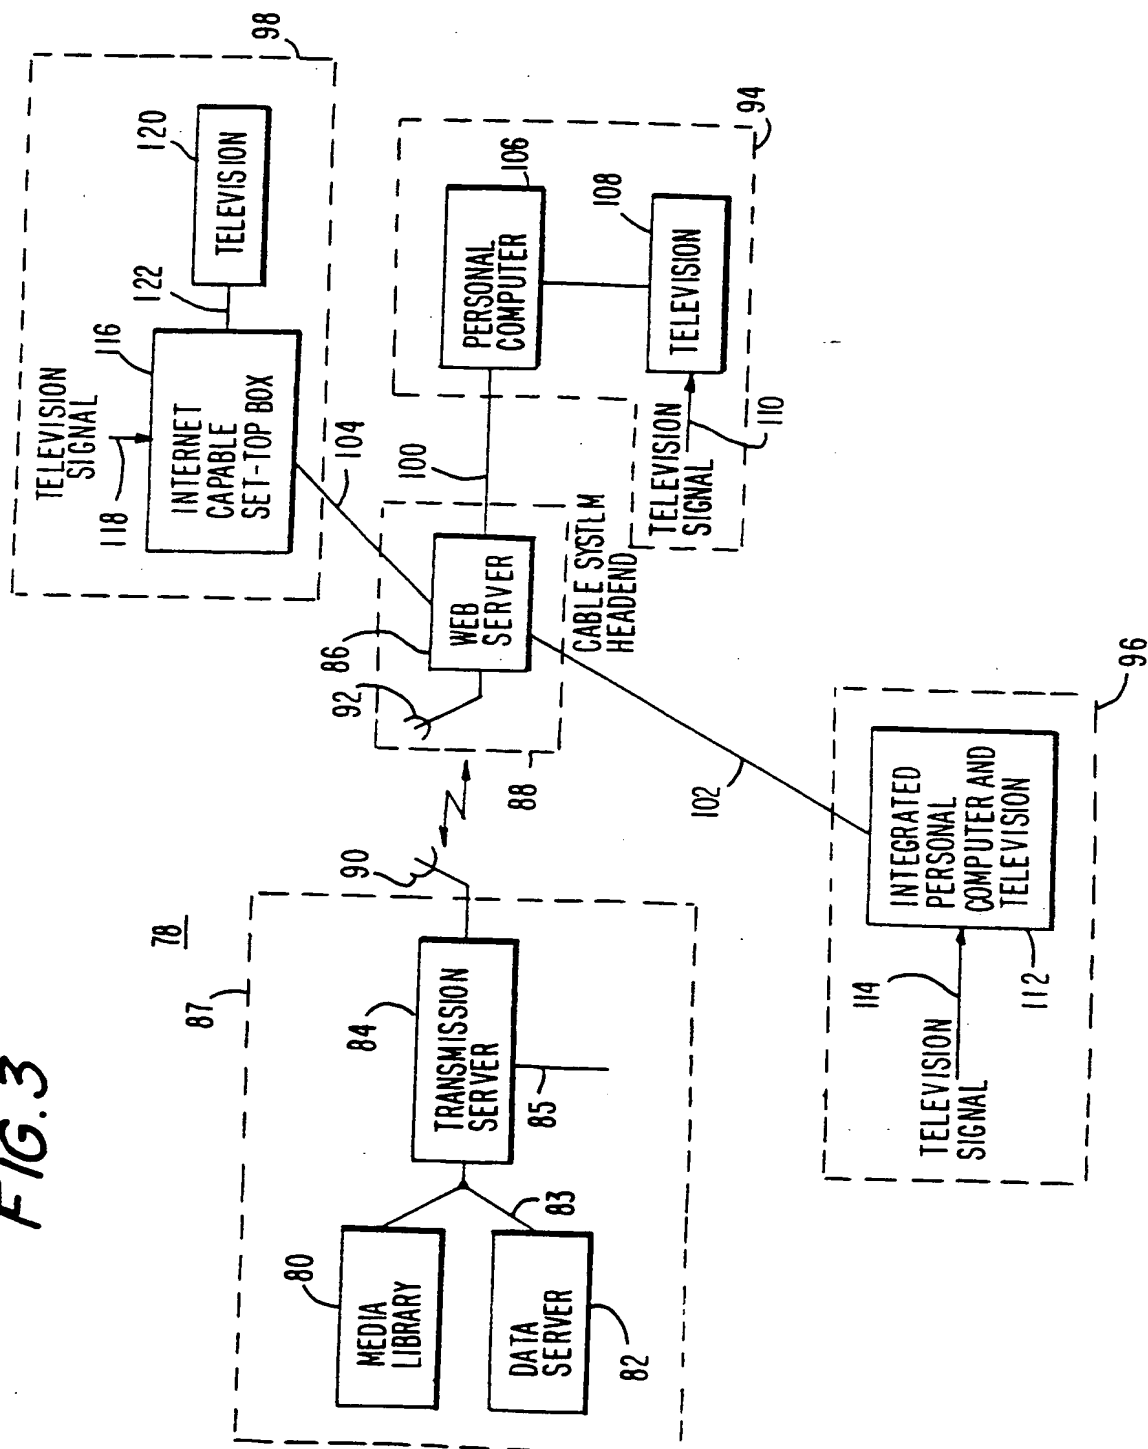 FIG. 3
78
87
80
MEDIA
LIBRARY
DATA
SERVER
82
83
84
TRANSMISSION
SERVER
85
90
92
86
WEB
SERVER
88
CABLE SYSTLM
HEADEND
100
102
104
98
TELEVISION
SIGNAL
118
116
INTERNET
CAPABLE
SET-TOP BOX
122
120
TELEVISION
94
PERSONAL
COMPUTER
106
108
TELEVISION
TELEVISION
SIGNAL
110
96
INTEGRATED
PERSONAL
COMPUTER AND
TELEVISION
112
114
TELEVISION
SIGNAL